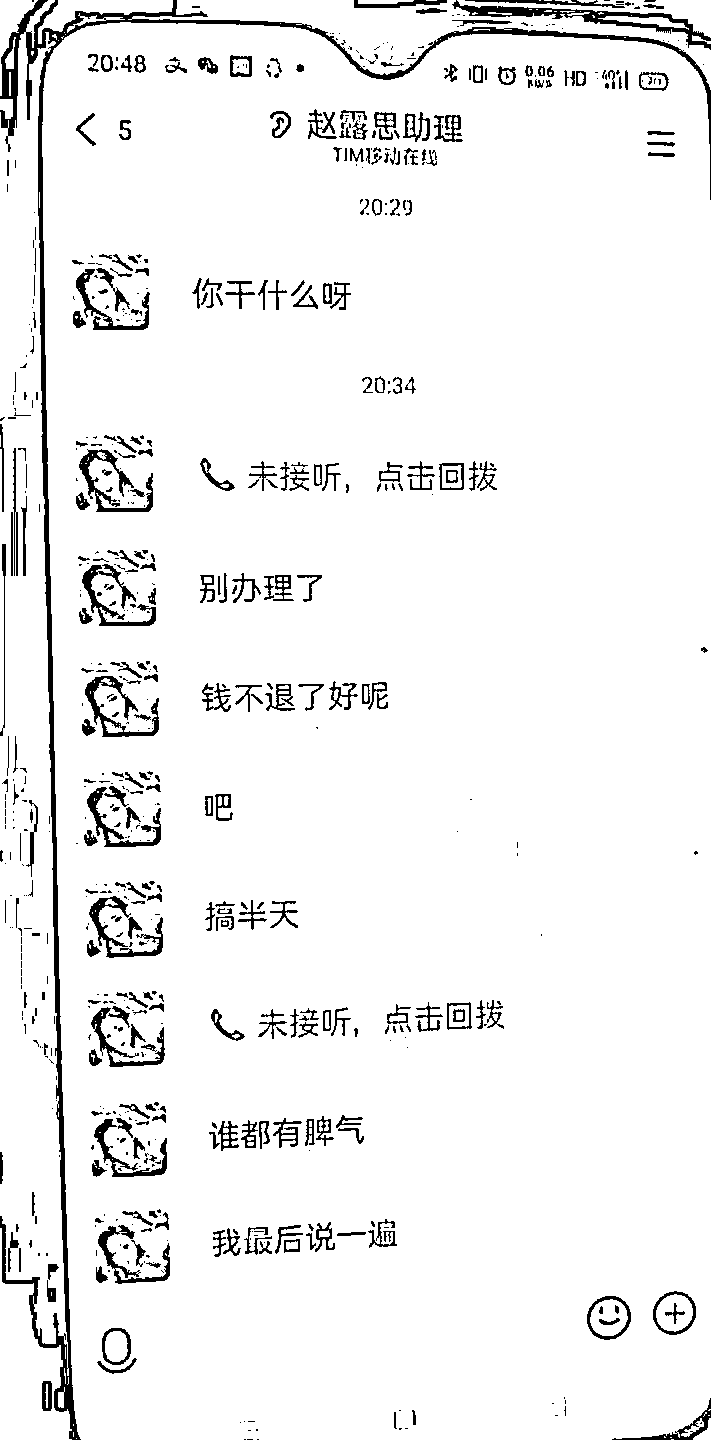 20:48
HD
5
赵露思助理
TIM移动在线
20:29
你干什么呀
20:34
未接听，点击回拨
别办理了
钱不退了好呢
吧
搞半天
未接听，点击回拨
谁都有脾气
我最后说一遍